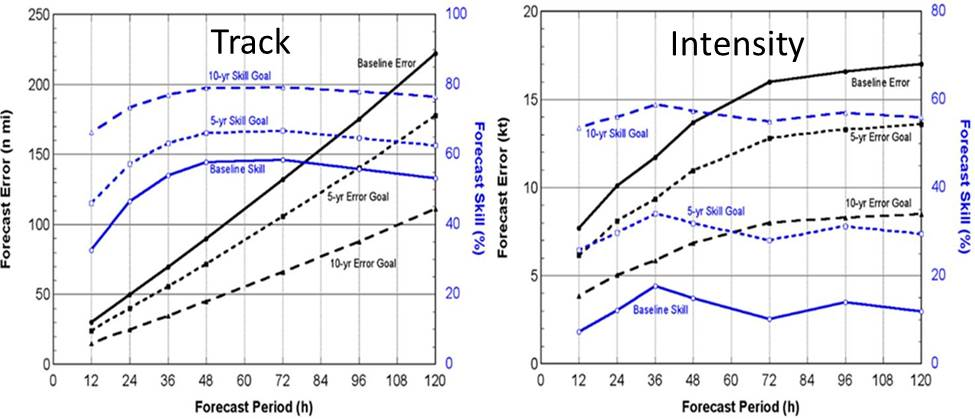 Track
Forecast Error (n mi)
250
200
150
100
50
0
100
80
60
40
20
0
Forecast Skill (%)
Baseline Error
10-yr Skill Goal
5-yr Skill Goal
Baseline Skill
5-yr Error Goal
10-yr Error Goal
0 12 24 36 48 60 72 84 96 108 120
Forecast Period (h)
Intensity
Forecast Error (kt)
20
15
10
5
0
80
60
40
20
0
Forecast Skill (%)
Baseline Error
10-yr Skill Goal
5-yr Error Goal
10-yr Error Goal
5-yr Skill Goal
Baseline Skill
0 12 24 36 48 60 72 84 96 108 120
Forecast Period (h)